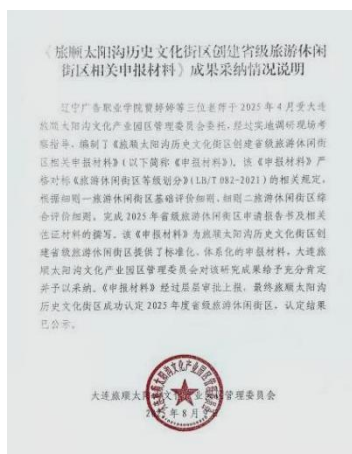 《旅顺太阳沟历史文化街区创建省级旅游休闲
街区相关申报材料》成果采纳情况说明
辽宁广告职业学院贾婷婷等三位老师于 2025 年 4 月受大连
旅顺太阳沟文化产业园区管理委员会委托，经过实地调研现场考
察指导，编制了《旅顺太阳沟历史文化街区创建省级旅游休闲街
区相关申报材料》（以下简称《申报材料》）。该《申报材料》严
格对标《旅游休闲街区等级划分》（LB/T 082-2021）的相关规定，
根据细则一旅游休闲街区基础评价细则、细则二旅游休闲街区综
合评价细则，完成 2025 年省级旅游休闲街区申请报告书及相关
佐证材料的撰写。该《申报材料》为旅顺太阳沟历史文化街区创
建省级旅游休闲街区提供了标准化、体系化的申报材料，大连旅
顺太阳沟文化产业园区管理委员会对该研究成果给予充分肯定
并予以采纳。《申报材料》经过层层审批上报，最终旅顺太阳沟
历史文化街区成功认定 2025 年度省级旅游休闲街区，认定结果
已公示。
大连旅顺太阳沟文化产业园区管理委员会
年 8 月